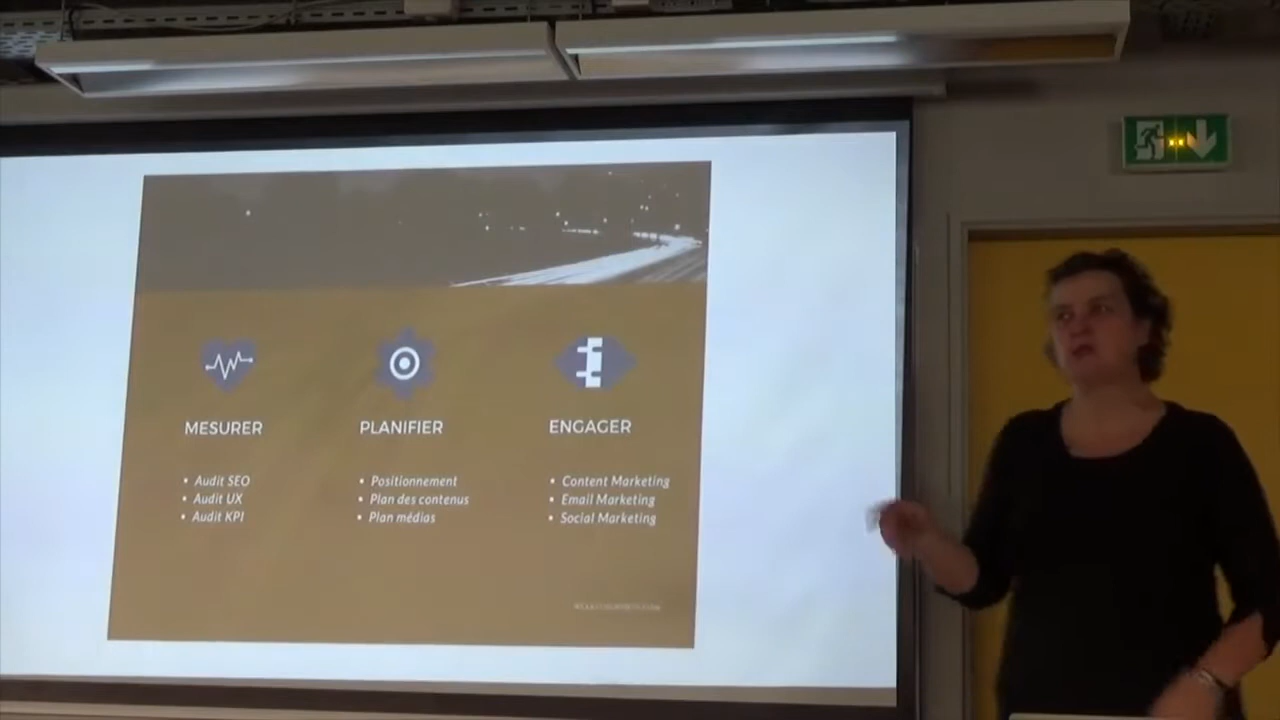 MESURER
• Audit SEO
• Audit UX
• Audit KPI
PLANIFIER
• Positionnement
• Plan des contenus
• Plan médias
ENGAGER
• Content Marketing
• Email Marketing
• Social Marketing